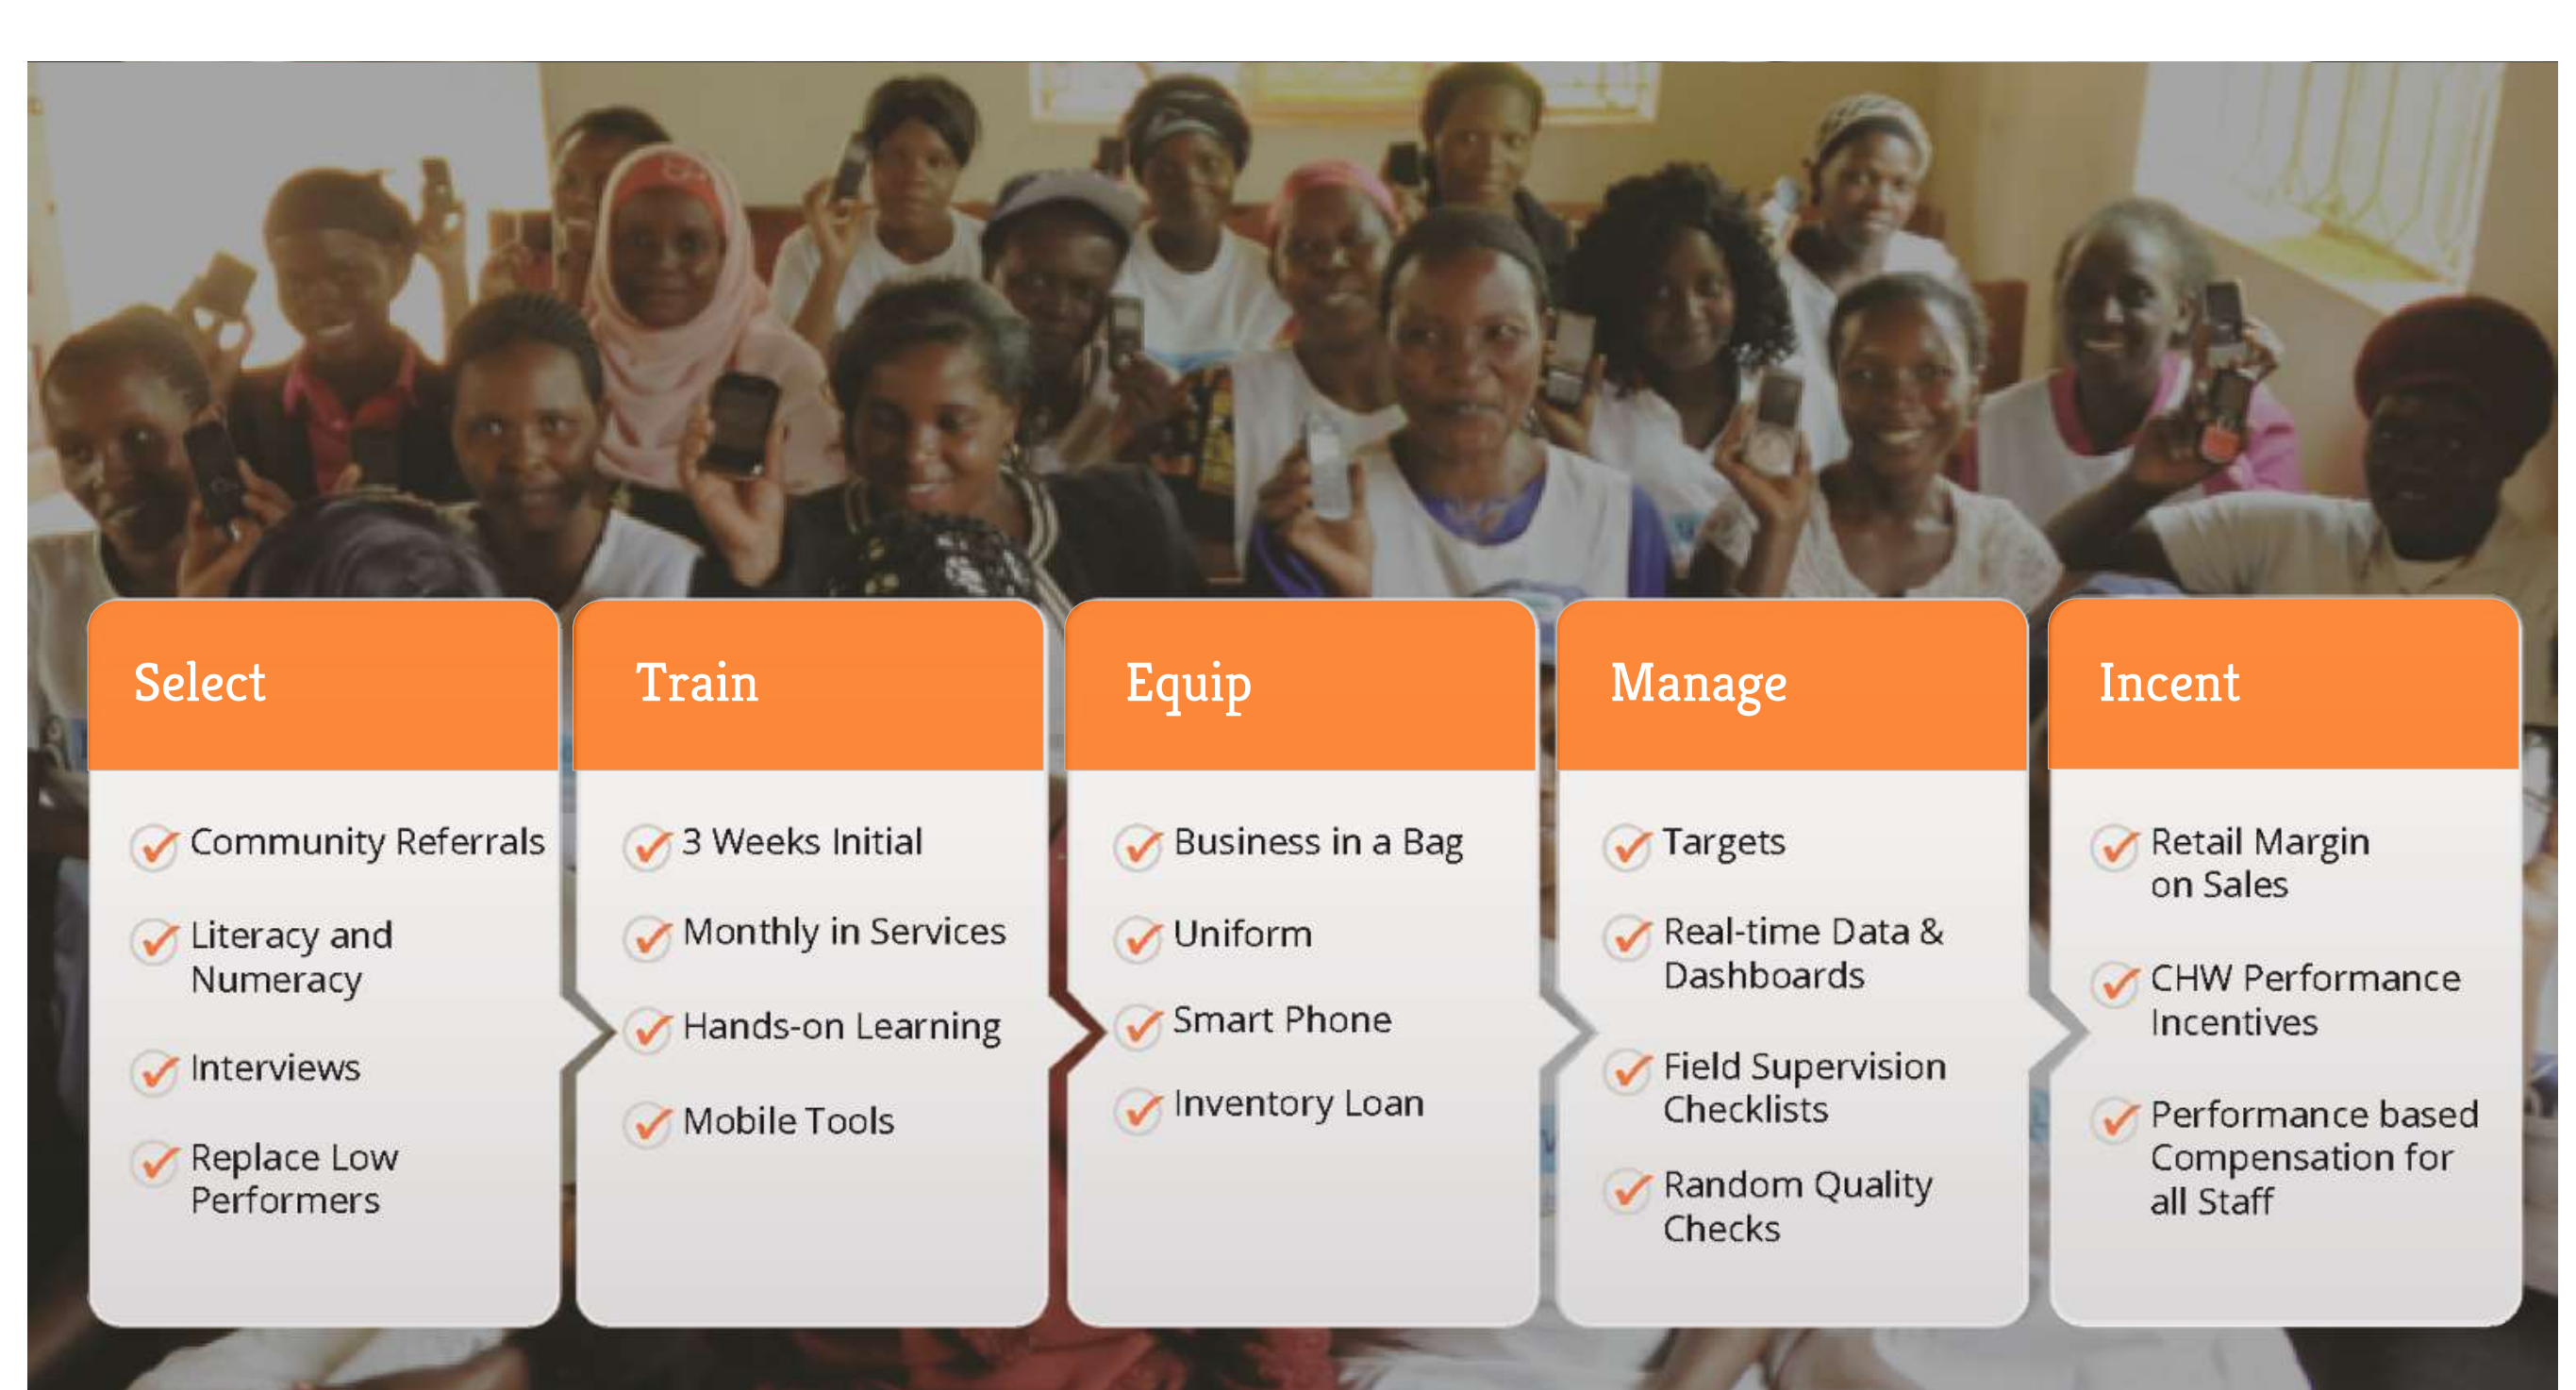 Select
Community Referrals
Literacy and
Numeracy
Interviews
Replace Low
Performers
Train
3 Weeks Initial
Monthly in Services
Hands-on Learning
Mobile Tools
Equip
Business in a Bag
Uniform
Smart Phone
Inventory Loan
Manage
Targets
Real-time Data &
Dashboards
Field Supervision
Checklists
Random Quality
Checks
Incent
Retail Margin
on Sales
CHW Performance
Incentives
Performance based
Compensation for
all Staff